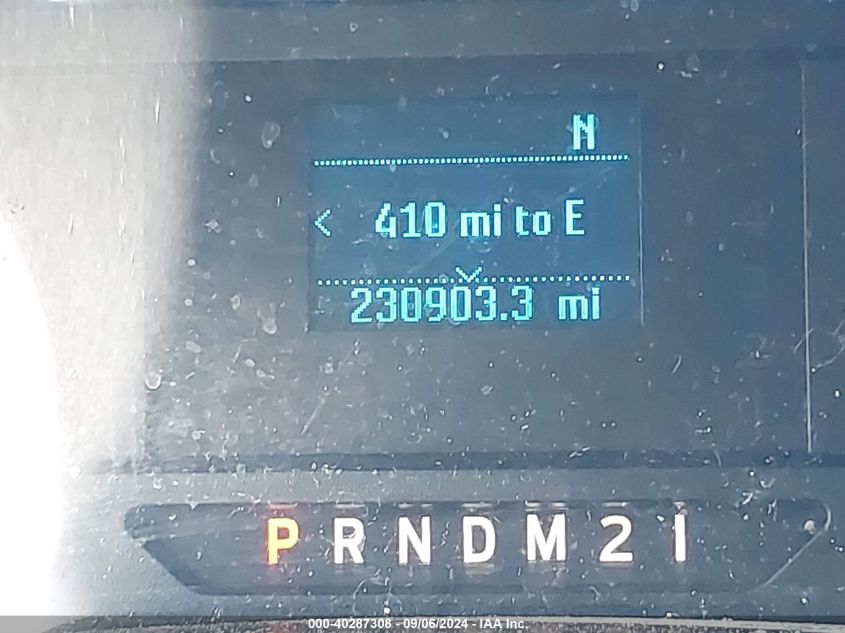 N
< 410 mi to E
230903.3 mi
P R N D M 2 1
000-40287308 - 09/06/2024 - IAA Inc.